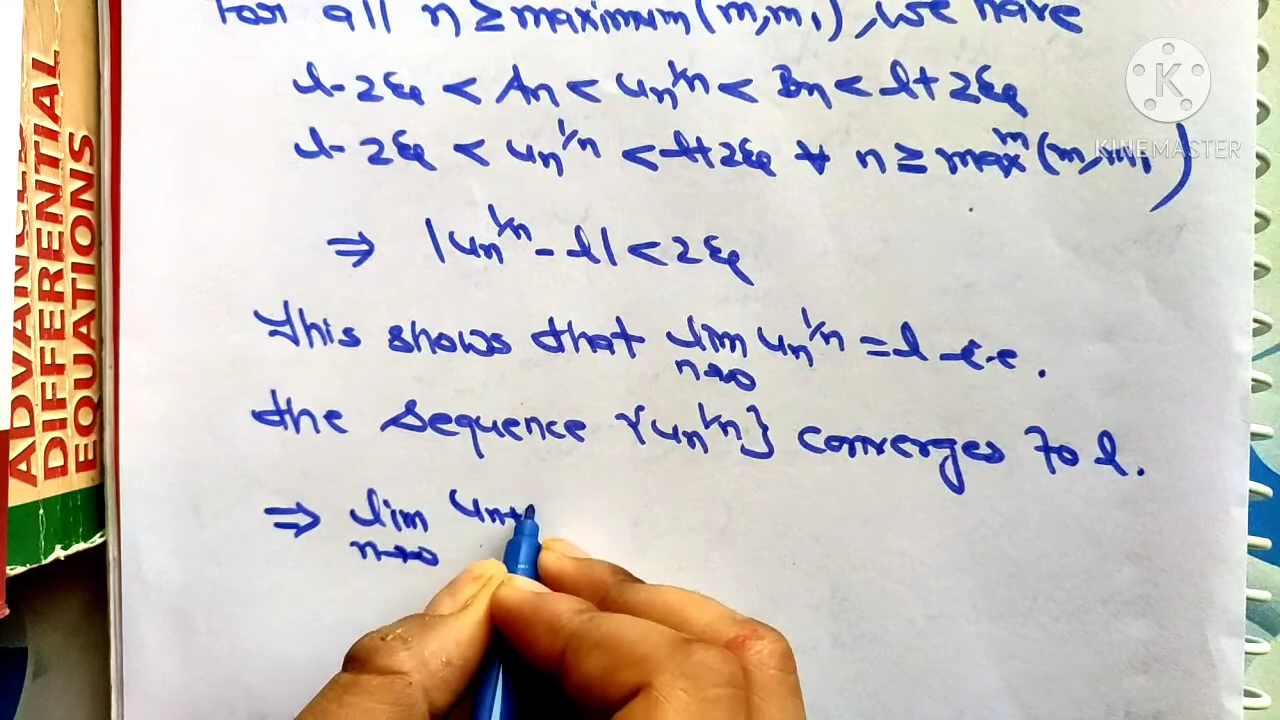 For all n ≥ maximum(m, m₁), we have
l - 2ε < An < un^1/n < Bn < l + 2ε
l - 2ε < un^1/n < l + 2ε ∀ n ≥ max^m (m, m₁)
⇒ |un^1/n - l| < 2ε
This shows that lim n→∞ un^1/n = l i.e.
the sequence {un^1/n} converges to l.
⇒ lim n→∞ un+
ADVANCED
DIFFERENTIAL
EQUATIONS
K
KINEMASTER